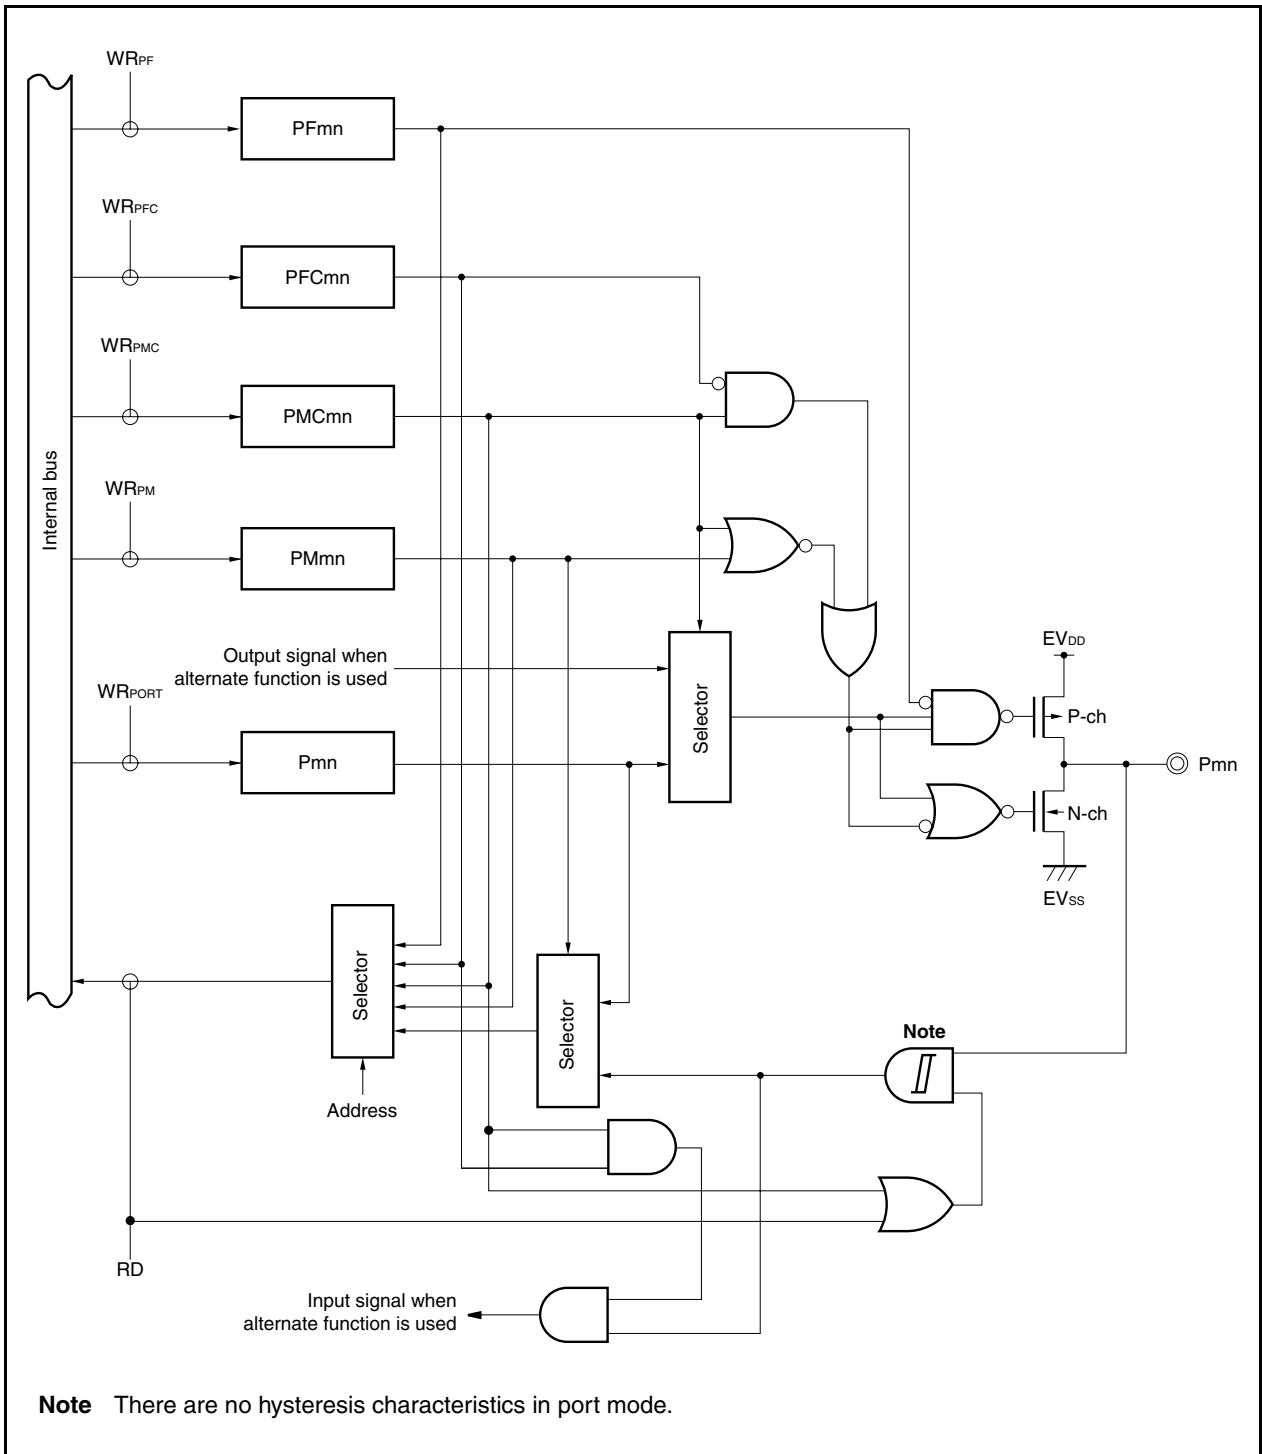 WRPF
PFmn
WRPFC
PFCmn
WRPMC
PMCmn
Internal bus
WRPM
PMmn
Output signal when
alternate function is used
WRPORT
Pmn
Selector
EVDD
P-ch
Pmn
N-ch
EVSS
Selector
Selector
Note
Address
RD
Input signal when
alternate function is used
Note There are no hysteresis characteristics in port mode.